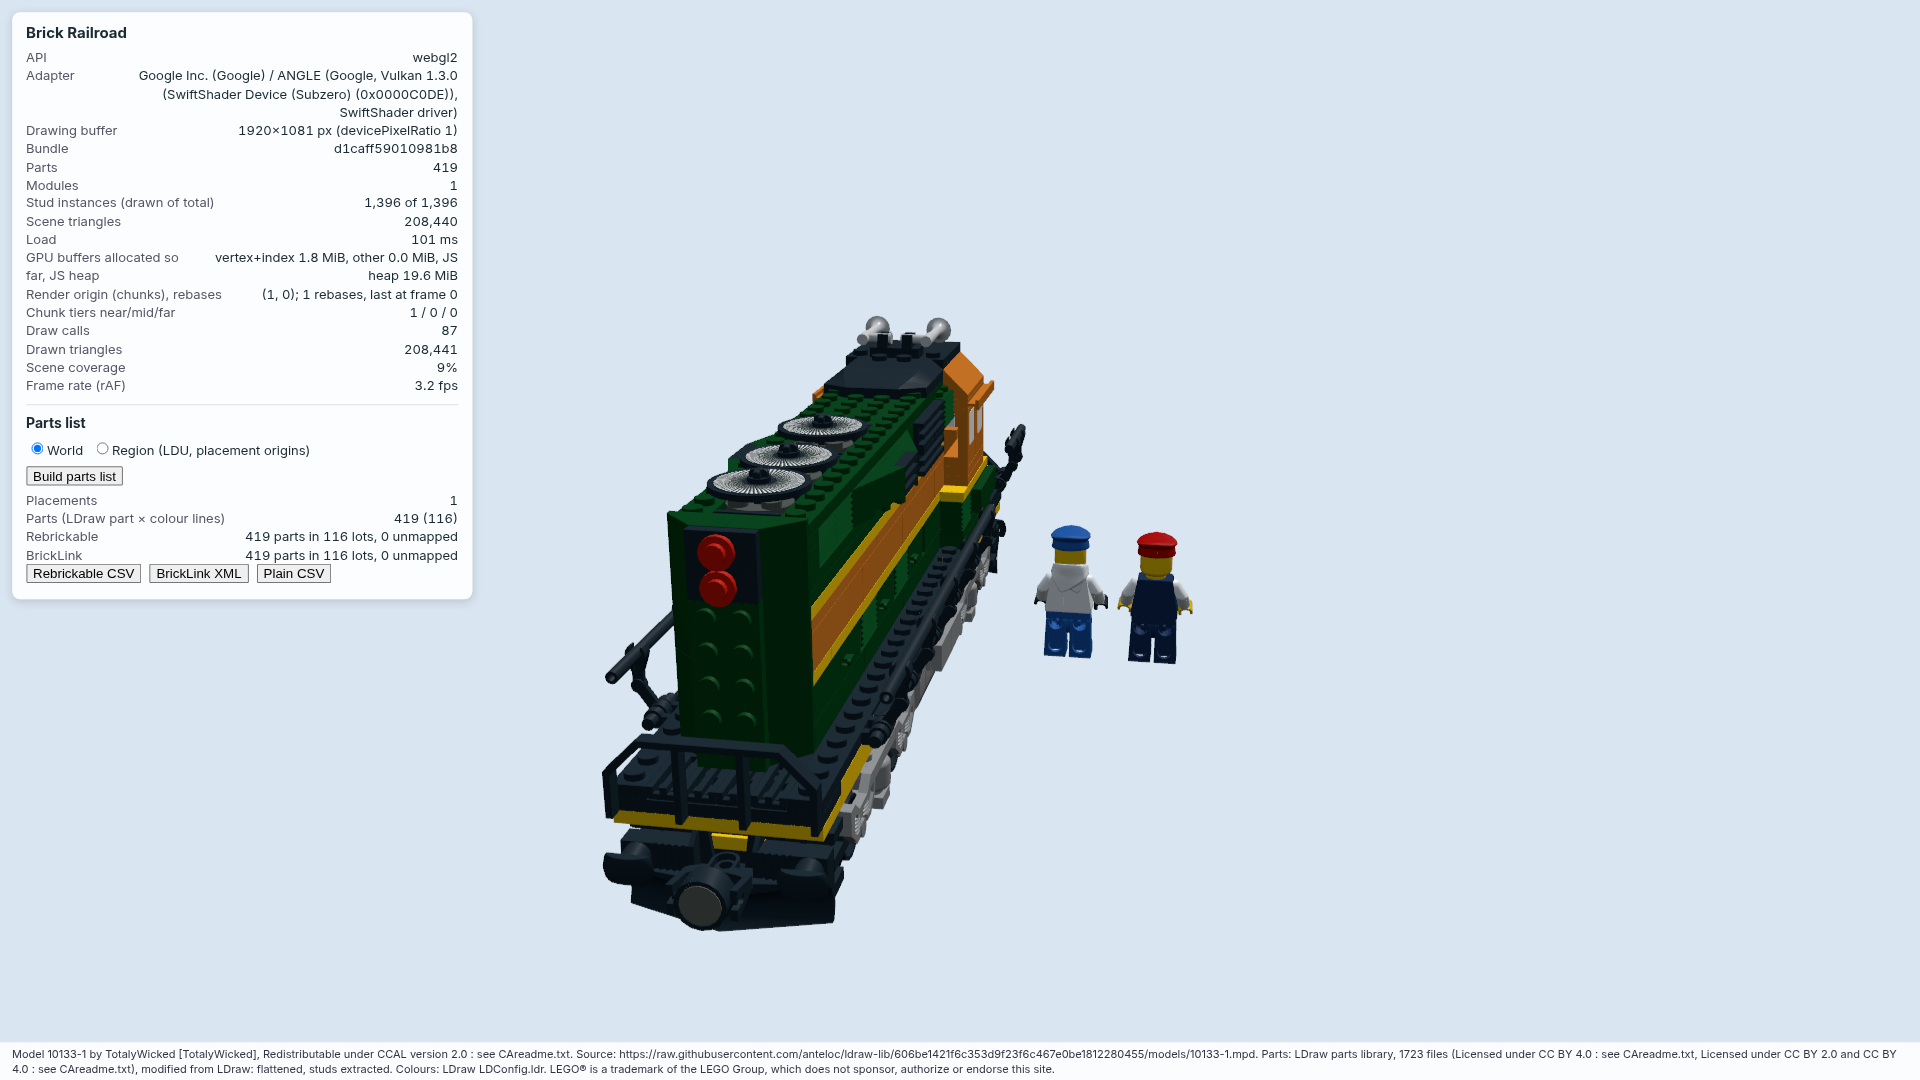 Brick Railroad
API webgl2
Adapter Google Inc. (Google) / ANGLE (Google, Vulkan 1.3.0
(SwiftShader Device (Subzero) (0x0000C0DE)),
SwiftShader driver)
Drawing buffer 1920×1081 px (devicePixelRatio 1)
Bundle d1caff59010981b8
Parts 419
Modules 1
Stud instances (drawn of total) 1,396 of 1,396
Scene triangles 208,440
Load 101 ms
GPU buffers allocated so vertex+index 1.8 MiB, other 0.0 MiB, JS
far, JS heap heap 19.6 MiB
Render origin (chunks), rebases (1, 0); 1 rebases, last at frame 0
Chunk tiers near/mid/far 1 / 0 / 0
Draw calls 87
Drawn triangles 208,441
Scene coverage 9%
Frame rate (rAF) 3.2 fps
Parts list
World Region (LDU, placement origins)
Build parts list
Placements 1
Parts (LDraw part × colour lines) 419 (116)
Rebrickable 419 parts in 116 lots, 0 unmapped
BrickLink 419 parts in 116 lots, 0 unmapped
Rebrickable CSV BrickLink XML Plain CSV
Model 10133-1 by TotalyWicked [TotalyWicked], Redistributable under CCAL version 2.0 : see CAreadme.txt. Source: https://raw.githubusercontent.com/anteloc/ldraw-lib/606be1421f6c353d9f23f6c467e0be1812280455/models/10133-1.mpd. Parts: LDraw parts library, 1723 files (Licensed under CC BY 4.0 : see CAreadme.txt, Licensed under CC BY 2.0 and CC BY
4.0 : see CAreadme.txt), modified from LDraw: flattened, studs extracted. Colours: LDraw LDConfig.ldr. LEGO® is a trademark of the LEGO Group, which does not sponsor, authorize or endorse this site.